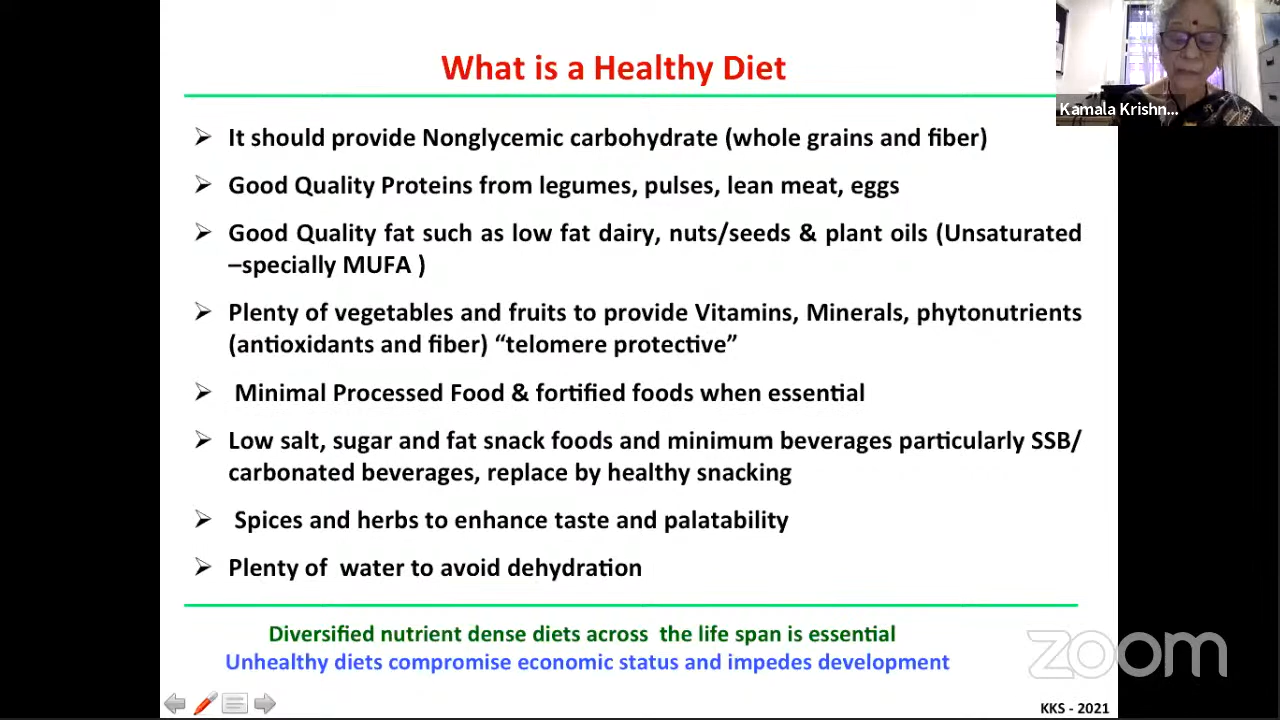 What is a Healthy Diet
Kamala Krishn...
It should provide Nonglycemic carbohydrate (whole grains and fiber)
Good Quality Proteins from legumes, pulses, lean meat, eggs
Good Quality fat such as low fat dairy, nuts/seeds & plant oils (Unsaturated
–specially MUFA )
Plenty of vegetables and fruits to provide Vitamins, Minerals, phytonutrients
(antioxidants and fiber) “telomere protective”
Minimal Processed Food & fortified foods when essential
Low salt, sugar and fat snack foods and minimum beverages particularly SSB/
carbonated beverages, replace by healthy snacking
Spices and herbs to enhance taste and palatability
Plenty of water to avoid dehydration
Diversified nutrient dense diets across the life span is essential
Unhealthy diets compromise economic status and impedes development
zoom
KKS - 2021